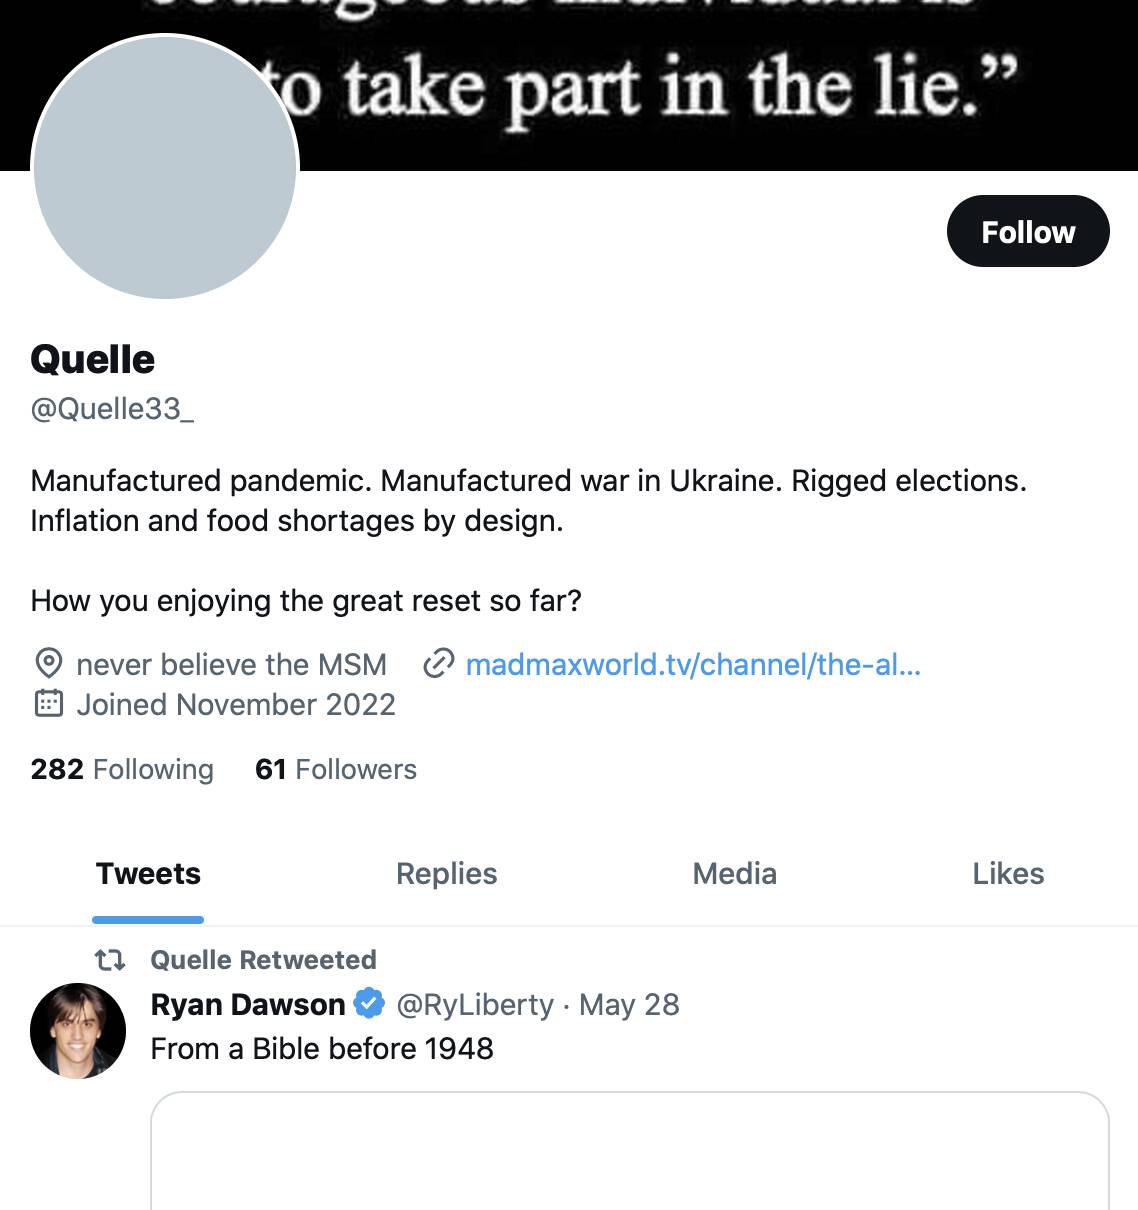 to take part in the lie.”
Follow
Quelle
@Quelle33_
Manufactured pandemic. Manufactured war in Ukraine. Rigged elections.
Inflation and food shortages by design.
How you enjoying the great reset so far?
never believe the MSM madmaxworld.tv/channel/the-al...
Joined November 2022
282 Following 61 Followers
Tweets Replies Media Likes
Quelle Retweeted
Ryan Dawson @RyLiberty · May 28
From a Bible before 1948